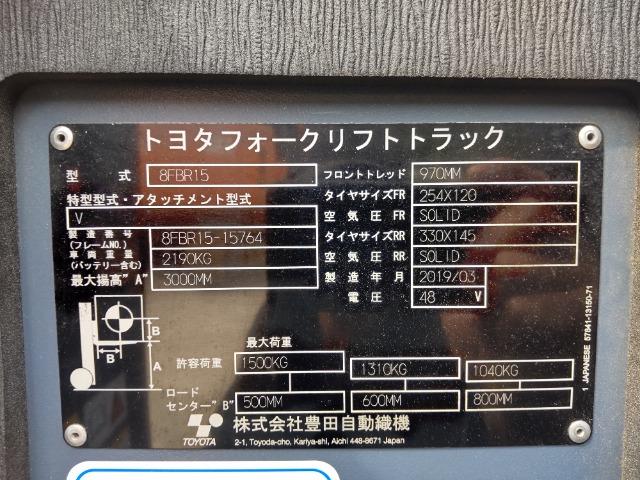 トヨタフォークリフトトラック
型 式 8FBR15
特型型式・アタッチメント型式
V
製造番号 (フレームNO.) 8FBR15-15764
車両重量 (バッテリー含む) 2190KG
最大揚高"A" 3000MM
フロントトレッド 970MM
タイヤサイズFR 254X120
空気圧 FR SOLID
タイヤサイズRR 330X145
空気圧 RR SOLID
製造年月 2019/03
電圧 48 V
B
B
A
最大荷重
許容荷重 1500KG 1310KG 1040KG
ロード
センター"B" 500MM 600MM 800MM
TOYOTA 株式会社豊田自動織機
2-1, Toyoda-cho, Kariya-shi, Aichi 448-8671 Japan
1 JAPANESE 57841-13150-71